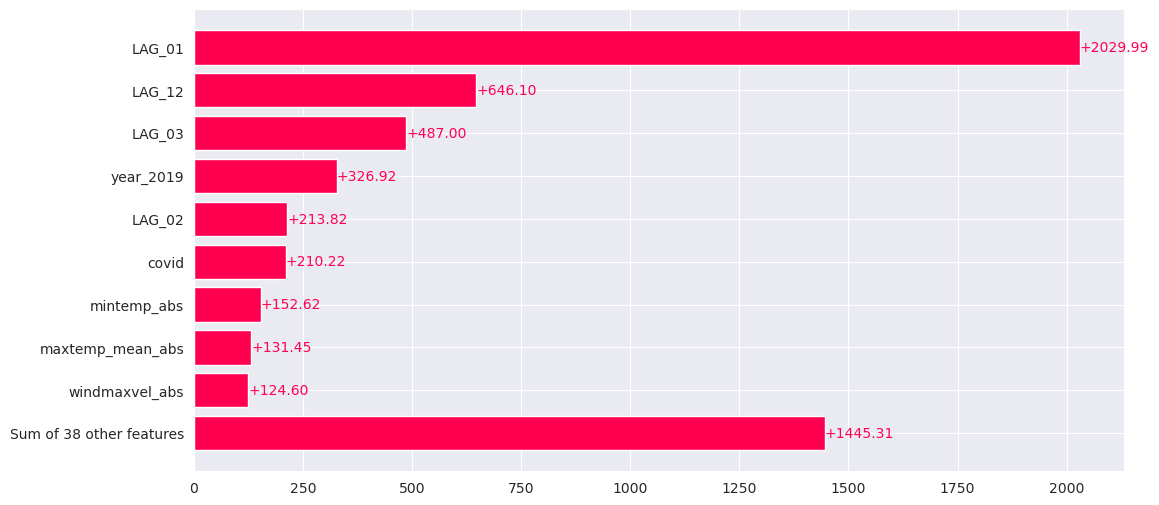 LAG_01 +2029.99
LAG_12 +646.10
LAG_03 +487.00
year_2019 +326.92
LAG_02 +213.82
covid +210.22
mintemp_abs +152.62
maxtemp_mean_abs +131.45
windmaxvel_abs +124.60
Sum of 38 other features +1445.31
0 250 500 750 1000 1250 1500 1750 2000